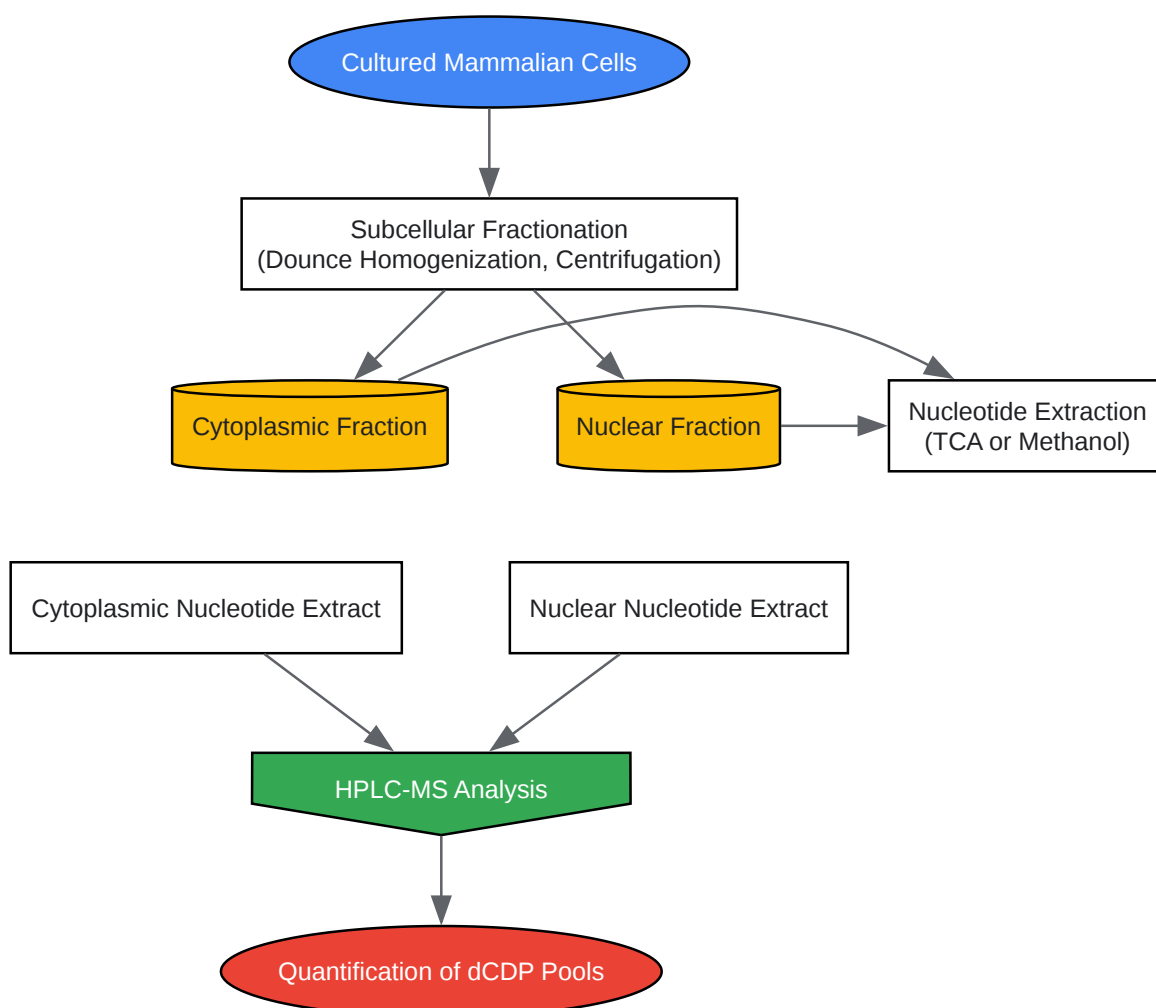 Cultured Mammalian Cells
Subcellular Fractionation
(Dounce Homogenization, Centrifugation)
Cytoplasmic Fraction
Nuclear Fraction
Nucleotide Extraction
(TCA or Methanol)
Cytoplasmic Nucleotide Extract
Nuclear Nucleotide Extract
HPLC-MS Analysis
Quantification of dCDP Pools